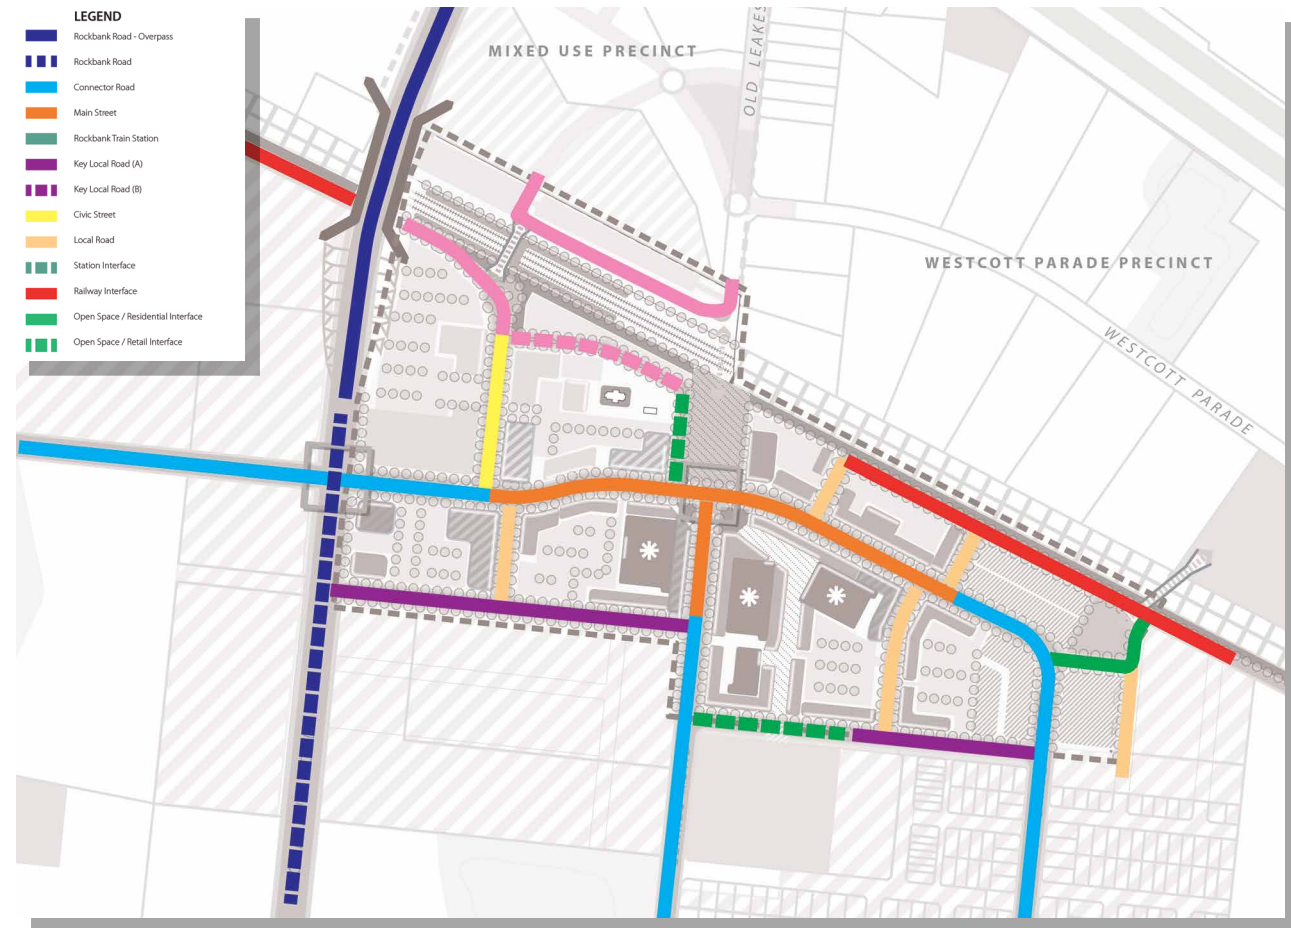 LEGEND
Rockbank Road - Overpass
Rockbank Road
Connector Road
Main Street
Rockbank Train Station
Key Local Road (A)
Key Local Road (B)
Civic Street
Local Road
Station Interface
Railway Interface
Open Space / Residential Interface
Open Space / Retail Interface
MIXED USE PRECINCT
OLD LEAKES
WESTCOTT PARADE PRECINCT
WESTCOTT PARADE